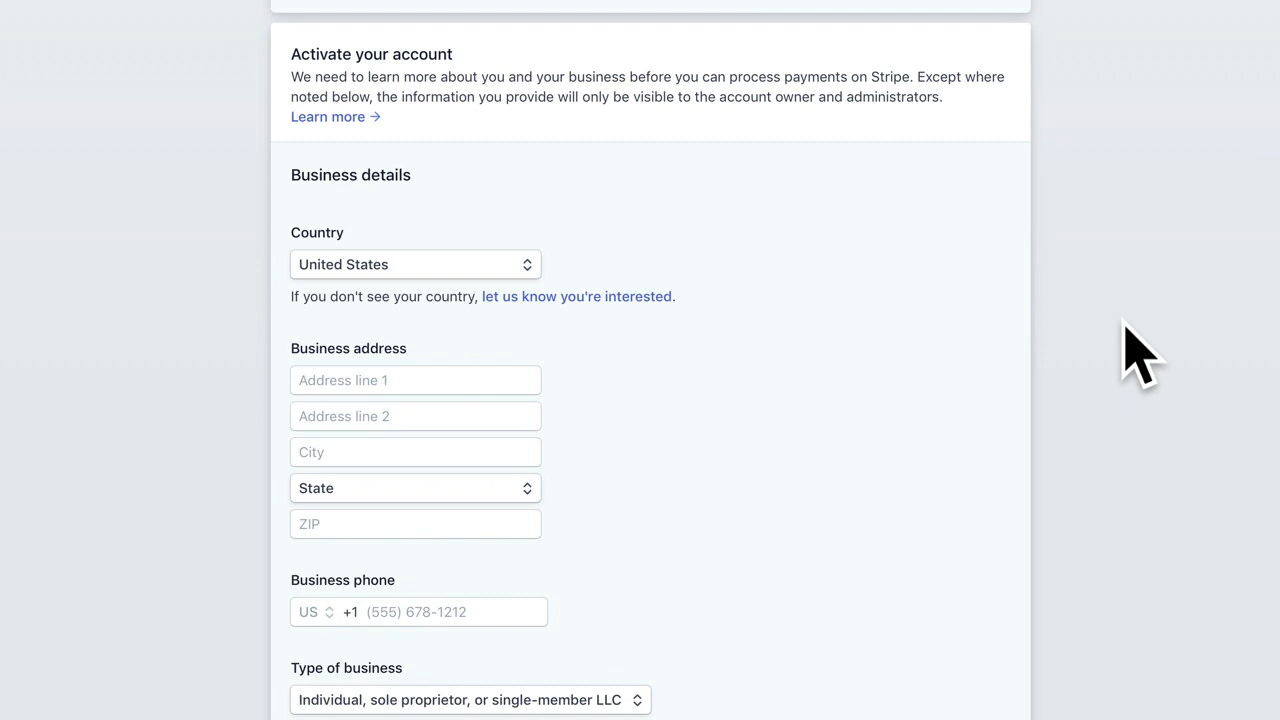 Activate your account
We need to learn more about you and your business before you can process payments on Stripe. Except where
noted below, the information you provide will only be visible to the account owner and administrators.
Learn more →
Business details
Country
United States
If you don't see your country, let us know you're interested.
Business address
Address line 1
Address line 2
City
State
ZIP
Business phone
US +1 (555) 678-1212
Type of business
Individual, sole proprietor, or single-member LLC